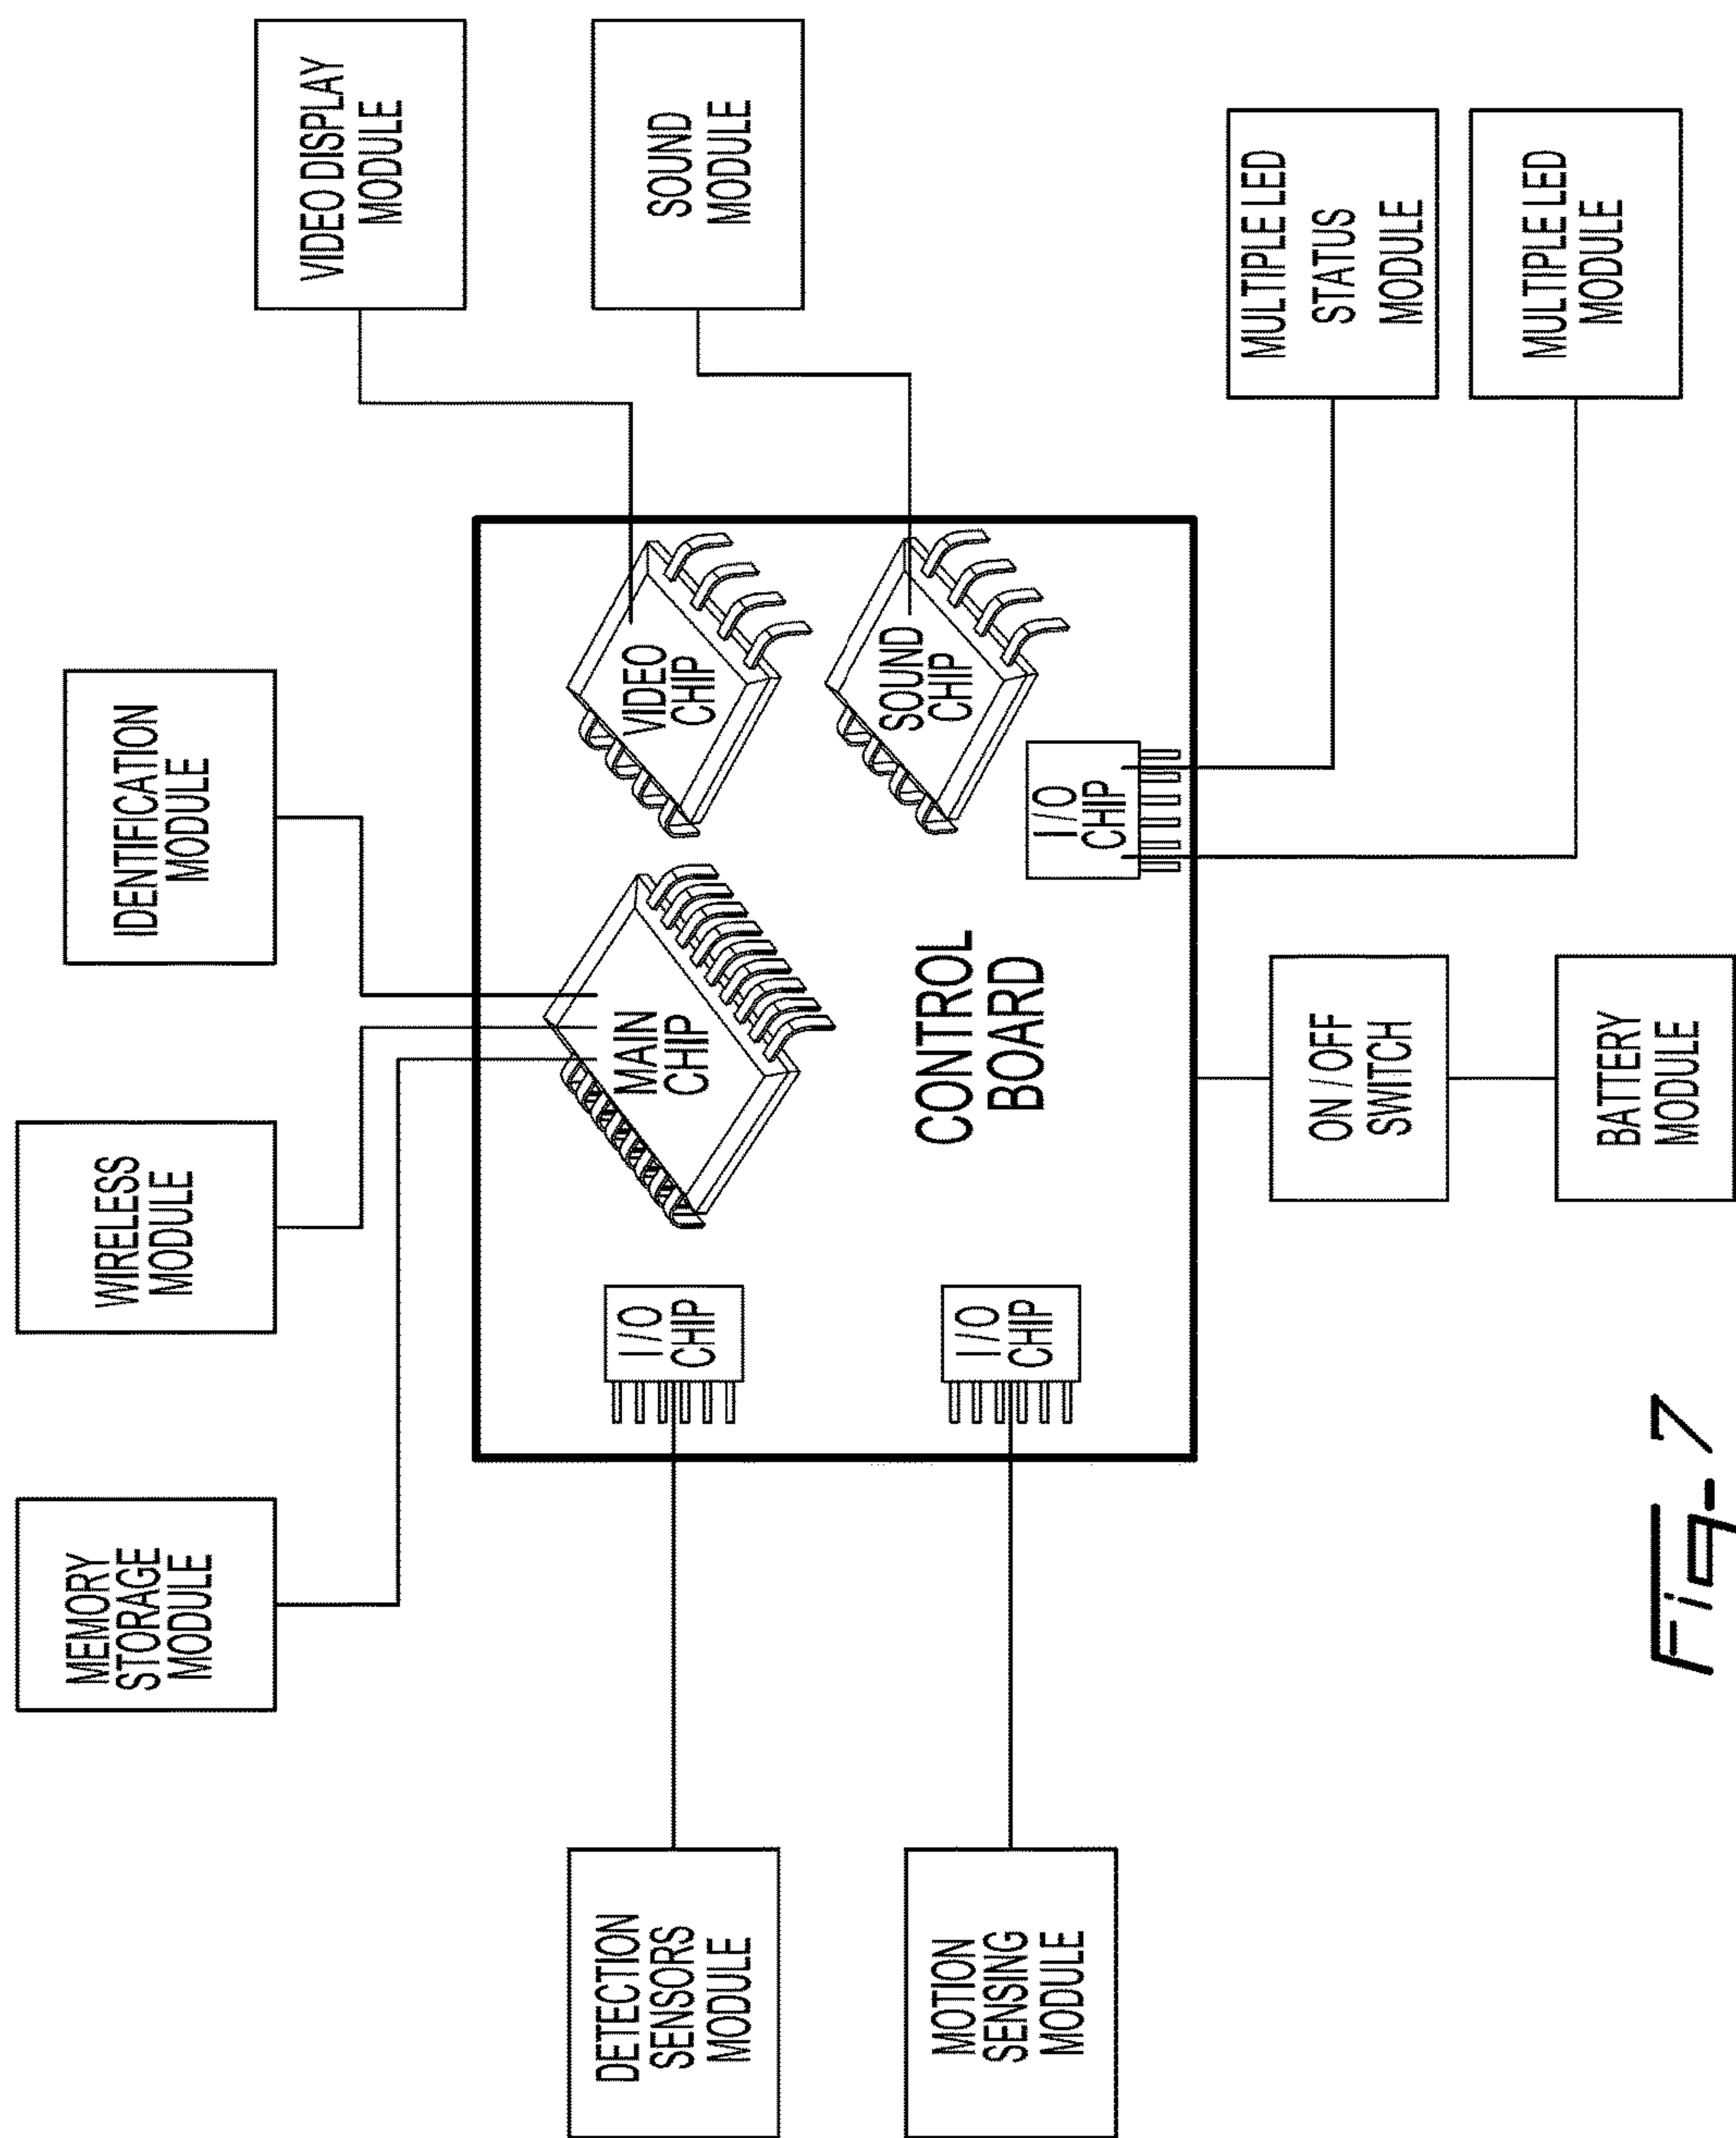 MEMORY
STORAGE
MODULE
WIRELESS
MODULE
IDENTIFICATION
MODULE
VIDEO DISPLAY
MODULE
SOUND
MODULE
DETECTION
SENSORS
MODULE
MOTION
SENSING
MODULE
I/O
CHIP
I/O
CHIP
MAIN
CHIP
VIDEO
CHIP
SOUND
CHIP
I/O
CHIP
CONTROL
BOARD
MULTIPLE LED
STATUS
MODULE
MULTIPLE LED
MODULE
ON / OFF
SWITCH
BATTERY
MODULE
Fig-7